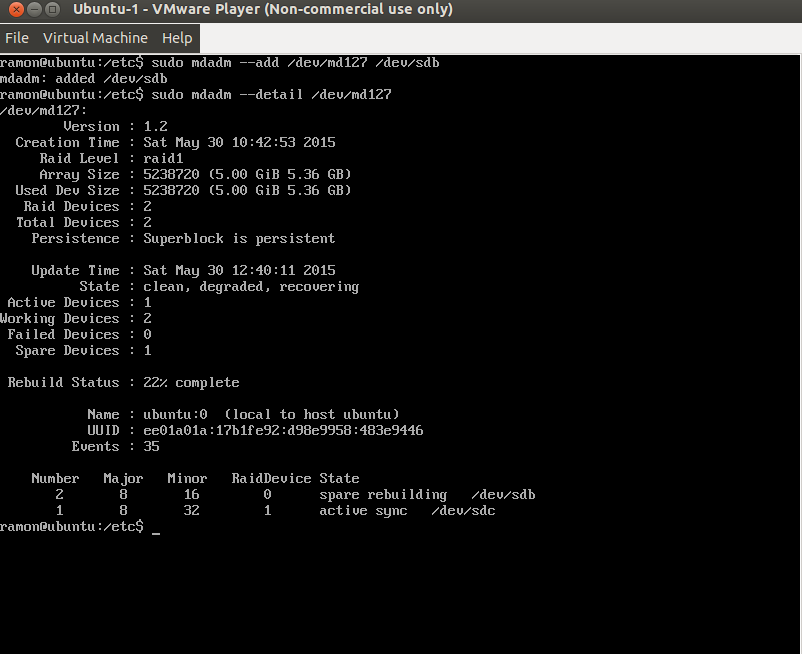 Ubuntu-1 - VMware Player (Non-commercial use only)
File Virtual Machine Help
ramon@ubuntu:/etc$ sudo mdadm --add /dev/md127 /dev/sdb
mdadm: added /dev/sdb
ramon@ubuntu:/etc$ sudo mdadm --detail /dev/md127
/dev/md127:
Version : 1.2
Creation Time : Sat May 30 10:42:53 2015
Raid Level : raid1
Array Size : 5238720 (5.00 GiB 5.36 GB)
Used Dev Size : 5238720 (5.00 GiB 5.36 GB)
Raid Devices : 2
Total Devices : 2
Persistence : Superblock is persistent
Update Time : Sat May 30 12:40:11 2015
State : clean, degraded, recovering
Active Devices : 1
Working Devices : 2
Failed Devices : 0
Spare Devices : 1
Rebuild Status : 22% complete
Name : ubuntu:0 (local to host ubuntu)
UUID : ee01a01a:17b1fe92:d98e9958:483e9446
Events : 35
Number Major Minor RaidDevice State
2 8 16 0 spare rebuilding /dev/sdb
1 8 32 1 active sync /dev/sdc
ramon@ubuntu:/etc$ _